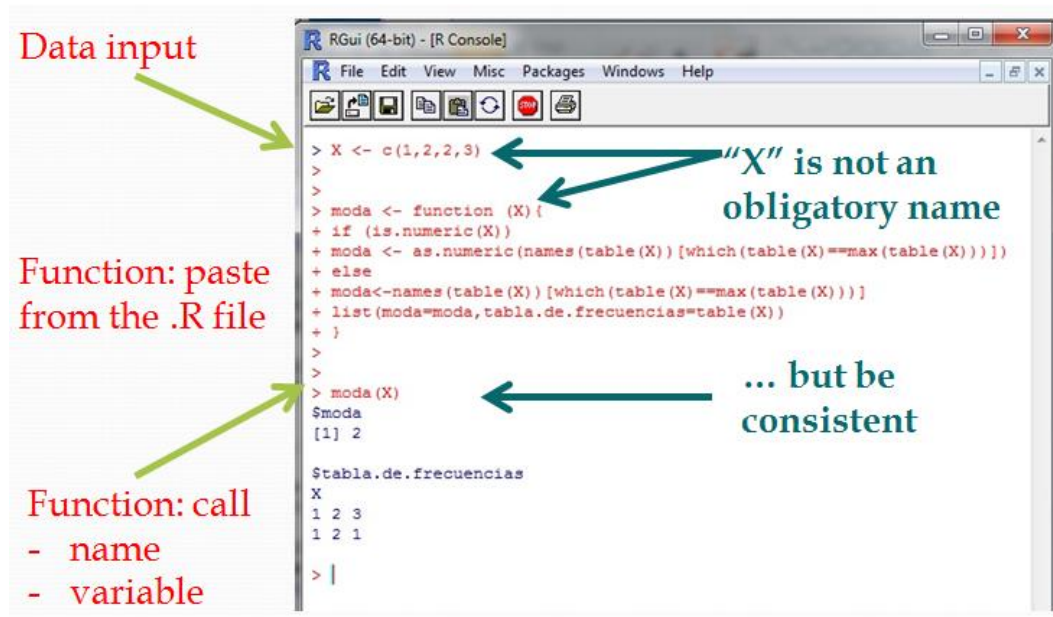 Data input
Function: paste
from the .R file
Function: call
- name
- variable
RGui (64-bit) - [R Console]
File Edit View Misc Packages Windows Help
STOP
> X <- c(1,2,2,3)
>
>
> moda <- function (X){
+ if (is.numeric(X))
+ moda <- as.numeric(names(table(X))[which(table(X)==max(table(X)))])
+ else
+ moda<-names(table(X))[which(table(X)==max(table(X)))]
+ list(moda=moda,tabla.de.frecuencias=table(X))
+ }
>
>
> moda(X)
$moda
[1] 2
$tabla.de.frecuencias
X
1 2 3
1 2 1
>
"X" is not an
obligatory name
... but be
consistent